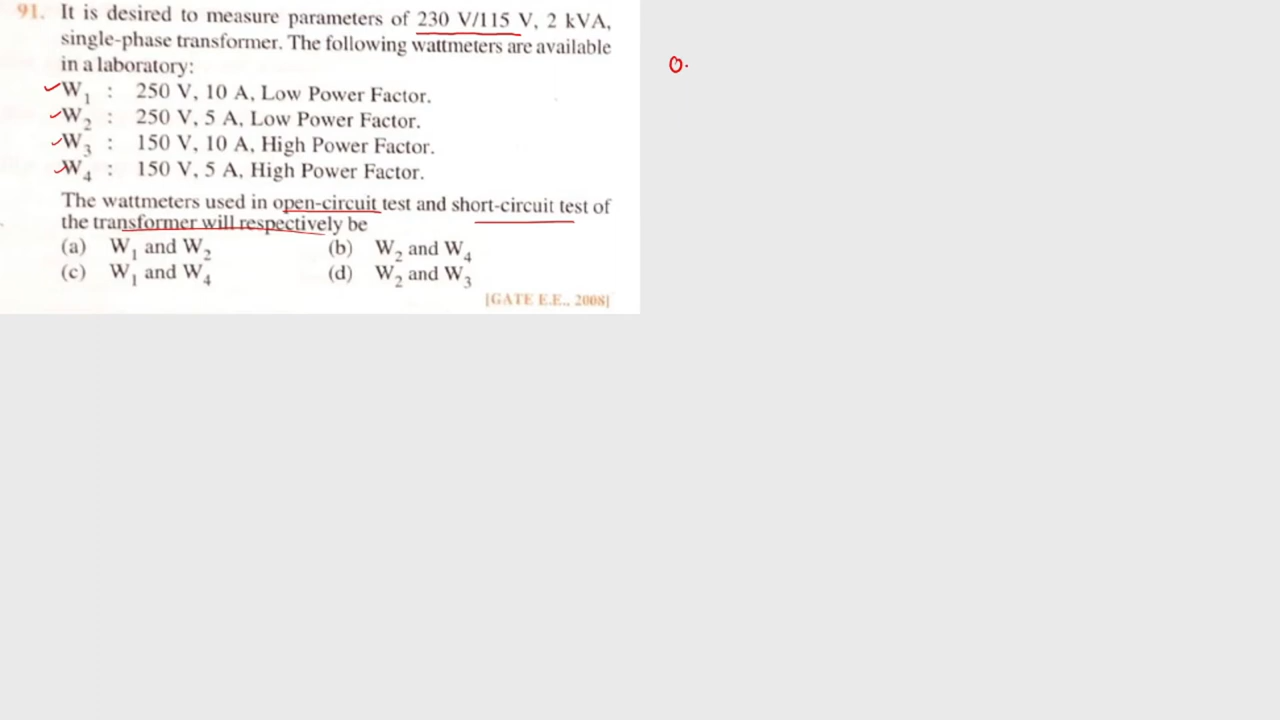 91. It is desired to measure parameters of 230 V/115 V, 2 kVA,
single-phase transformer. The following wattmeters are available
in a laboratory:
W₁ : 250 V, 10 A, Low Power Factor.
W₂ : 250 V, 5 A, Low Power Factor.
W₃ : 150 V, 10 A, High Power Factor.
W₄ : 150 V, 5 A, High Power Factor.
The wattmeters used in open-circuit test and short-circuit test of
the transformer will respectively be
(a) W₁ and W₂ (b) W₂ and W₄
(c) W₁ and W₄ (d) W₂ and W₃
[GATE E.E., 2008]
O.